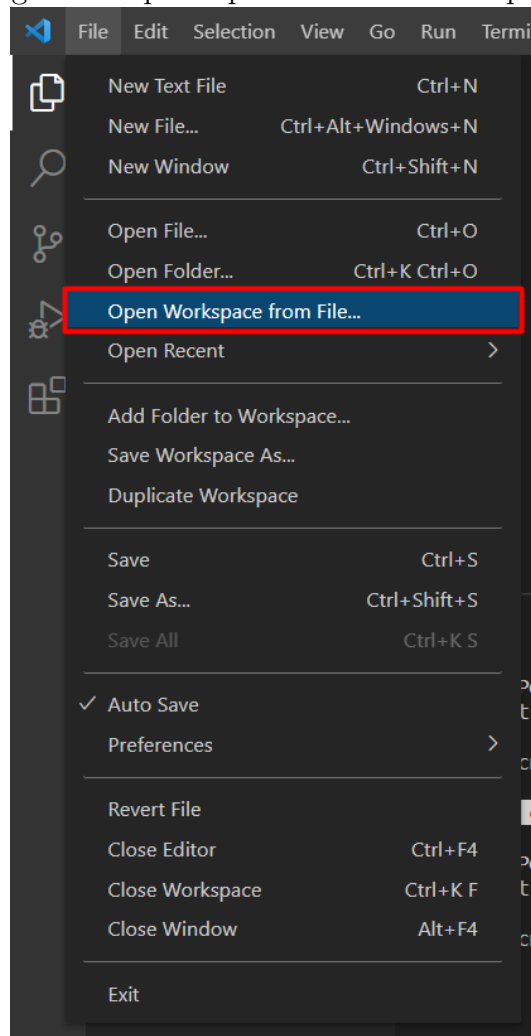 File Edit Selection View Go Run Termi
New Text File Ctrl+N
New File... Ctrl+Alt+Windows+N
New Window Ctrl+Shift+N
Open File... Ctrl+O
Open Folder... Ctrl+K Ctrl+O
Open Workspace from File...
Open Recent
Add Folder to Workspace...
Save Workspace As...
Duplicate Workspace
Save Ctrl+S
Save As... Ctrl+Shift+S
Save All Ctrl+K S
Auto Save
Preferences
Revert File
Close Editor Ctrl+F4
Close Workspace Ctrl+K F
Close Window Alt+F4
Exit